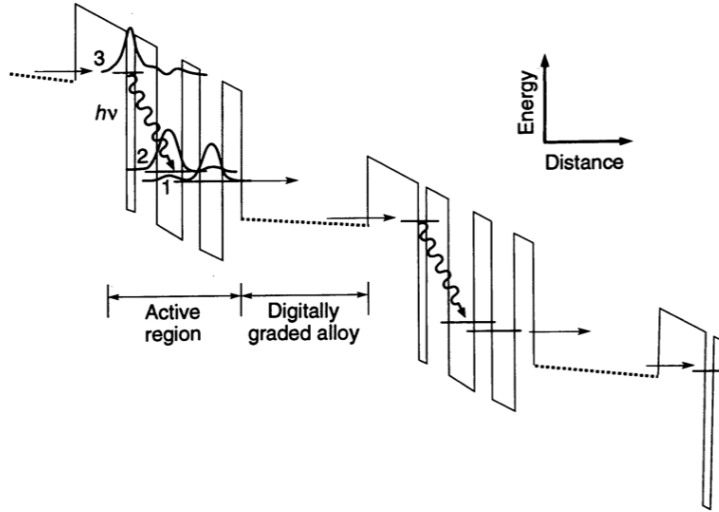 3
hν
2
1
Energy
Distance
Active
region
Digitally
graded alloy